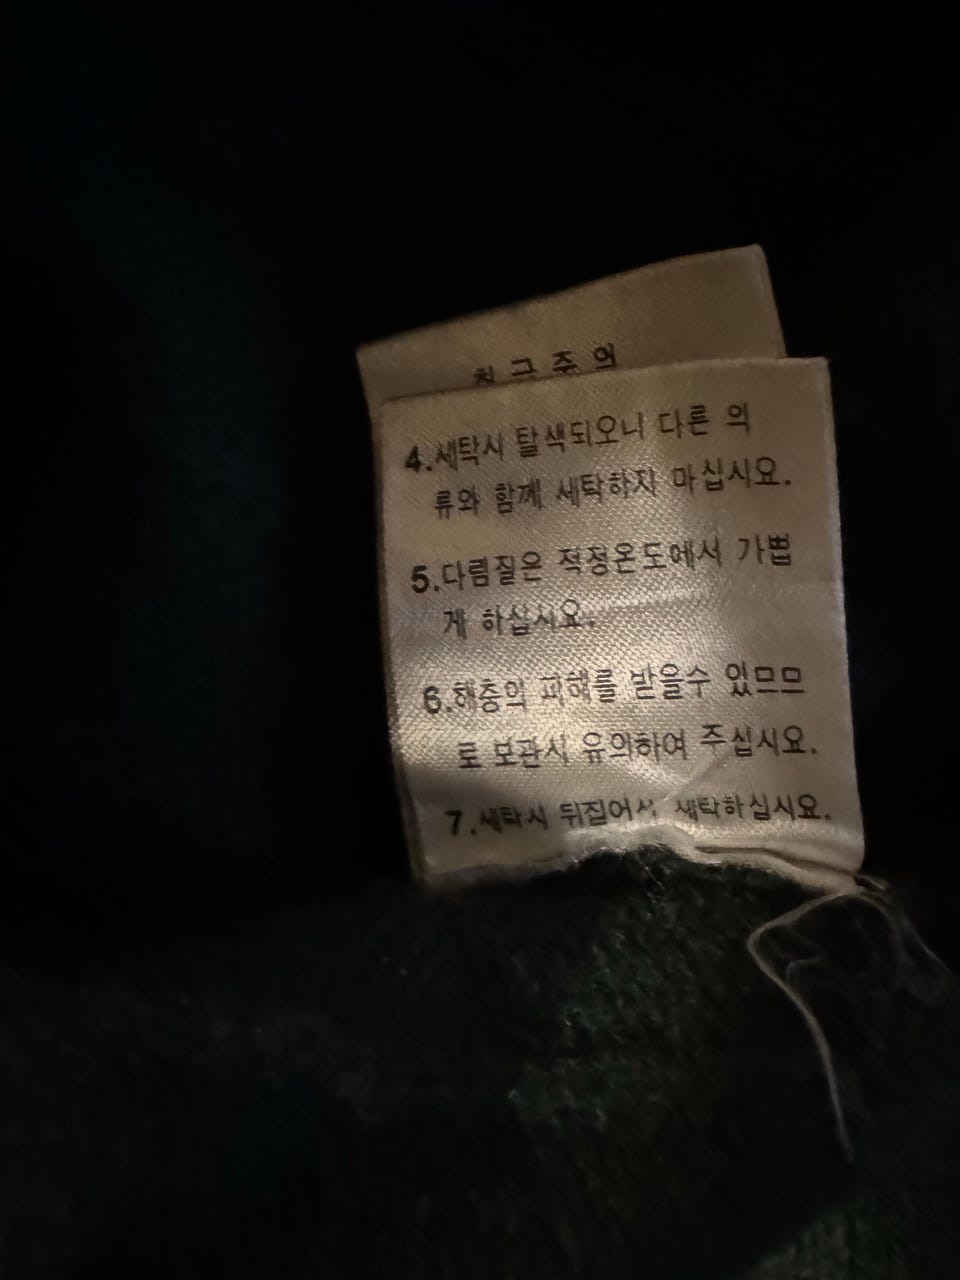 취급주의
4.세탁시 탈색되오니 다른 의
류와 함께 세탁하지 마십시요.
5.다림질은 적정온도에서 가볍
게 하십시요.
6.해충의 피해를 받을수 있므므
로 보관시 유의하여 주십시요.
7.세탁시 뒤집어서 세탁하십시요.